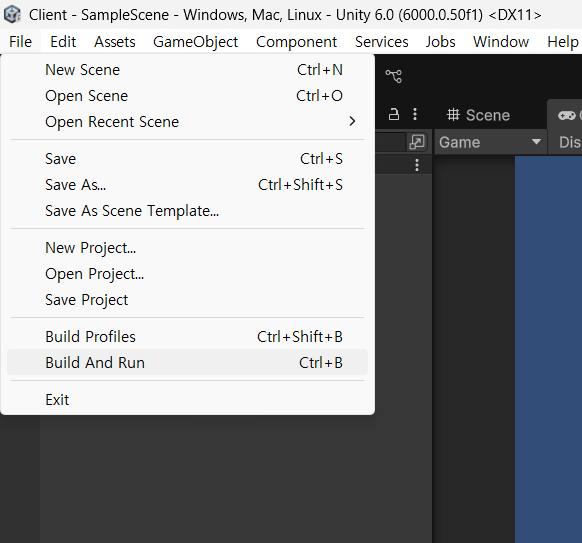 Client - SampleScene - Windows, Mac, Linux - Unity 6.0 (6000.0.50f1) <DX11>
File Edit Assets GameObject Component Services Jobs Window Help
New Scene Ctrl+N
Open Scene Ctrl+O
Open Recent Scene
Save Ctrl+S
Save As... Ctrl+Shift+S
Save As Scene Template...
New Project...
Open Project...
Save Project
Build Profiles Ctrl+Shift+B
Build And Run Ctrl+B
Exit
Scene
Game Dis